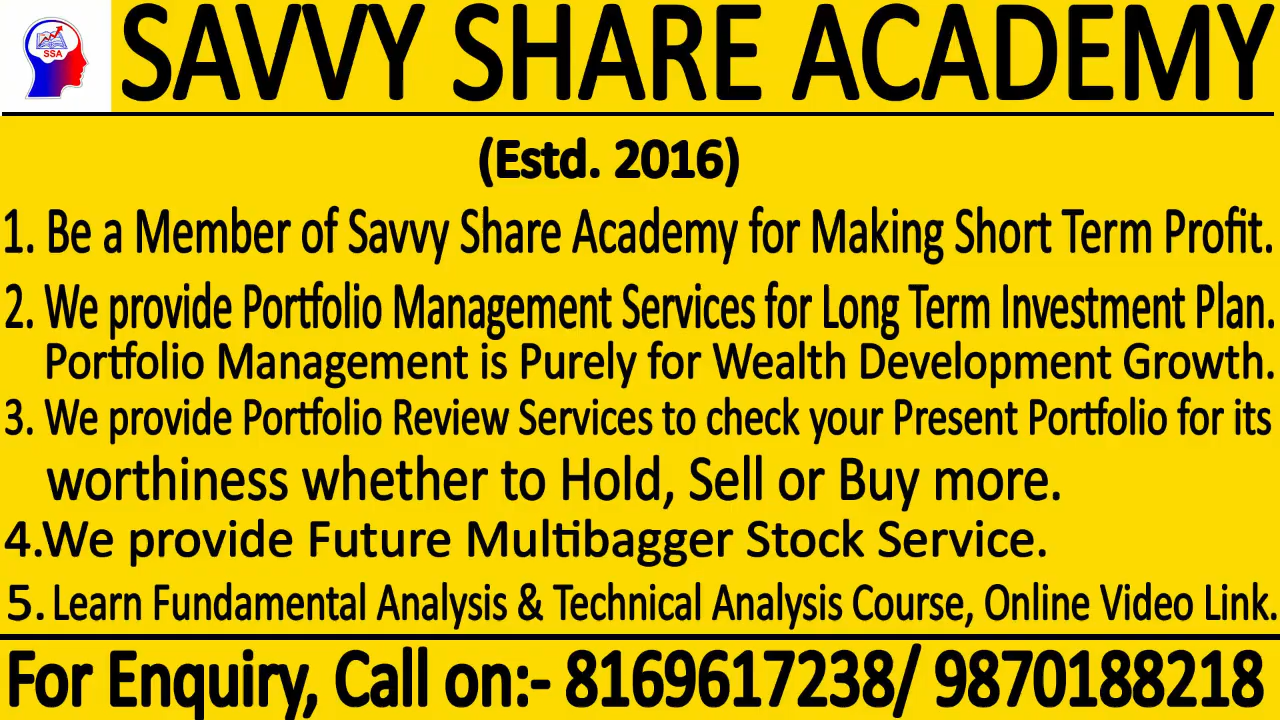 SSA
SAVVY SHARE ACADEMY
(Estd. 2016)
1. Be a Member of Savvy Share Academy for Making Short Term Profit.
2. We provide Portfolio Management Services for Long Term Investment Plan.
Portfolio Management is Purely for Wealth Development Growth.
3. We provide Portfolio Review Services to check your Present Portfolio for its
worthiness whether to Hold, Sell or Buy more.
4.We provide Future Multibagger Stock Service.
5. Learn Fundamental Analysis & Technical Analysis Course, Online Video Link.
For Enquiry, Call on:- 8169617238/ 9870188218